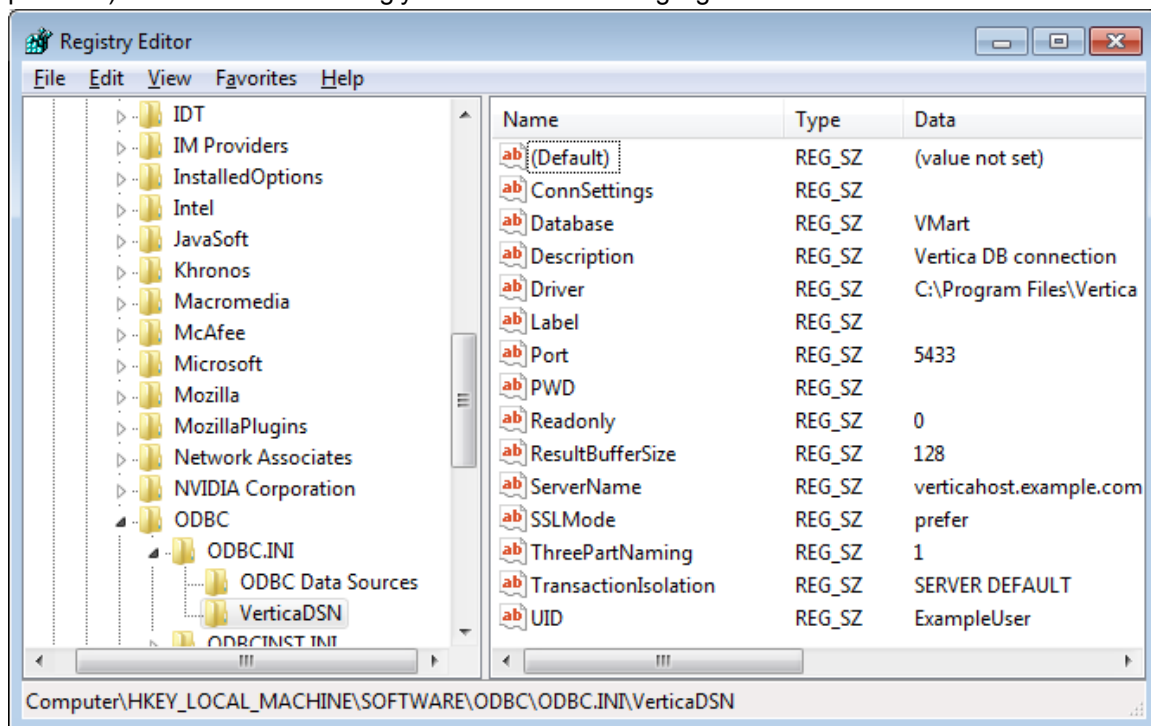 Registry Editor
File Edit View Favorites Help
IDT
IM Providers
InstalledOptions
Intel
JavaSoft
Khronos
Macromedia
McAfee
Microsoft
Mozilla
MozillaPlugins
Network Associates
NVIDIA Corporation
ODBC
ODBC.INI
ODBC Data Sources
VerticaDSN
ODBCINST.INI
Name Type Data
(Default) REG_SZ (value not set)
ConnSettings REG_SZ
Database REG_SZ VMart
Description REG_SZ Vertica DB connection
Driver REG_SZ C:\Program Files\Vertica
Label REG_SZ
Port REG_SZ 5433
PWD REG_SZ
Readonly REG_SZ 0
ResultBufferSize REG_SZ 128
ServerName REG_SZ verticahost.example.com
SSLMode REG_SZ prefer
ThreePartNaming REG_SZ 1
TransactionIsolation REG_SZ SERVER DEFAULT
UID REG_SZ ExampleUser
Computer\HKEY_LOCAL_MACHINE\SOFTWARE\ODBC\ODBC.INI\VerticaDSN